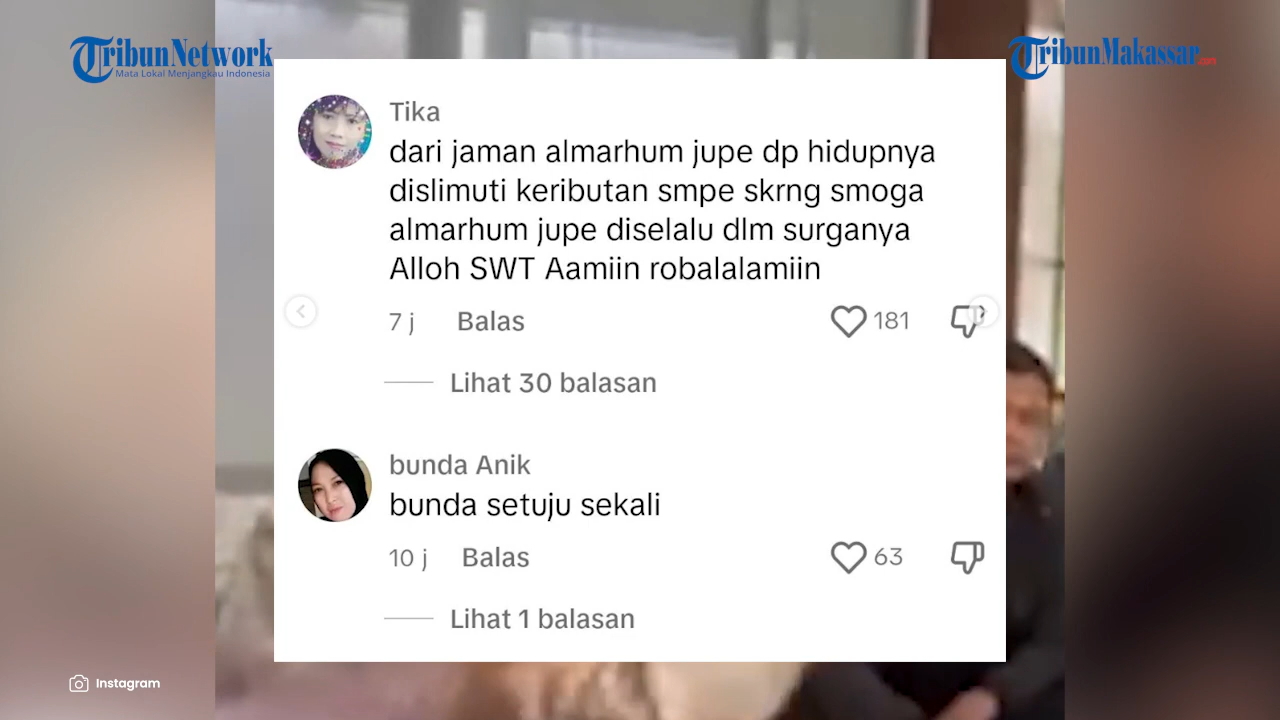 TribunNetwork
Mata Lokal Menjangkau Indonesia
TribunMakassar.com
Tika
dari jaman almarhum jupe dp hidupnya
dislimuti keributan smpe skrng smoga
almarhum jupe diselalu dlm surganya
Alloh SWT Aamiin robalalamiin
7 j Balas 181
Lihat 30 balasan
bunda Anik
bunda setuju sekali
10 j Balas 63
Lihat 1 balasan
Instagram